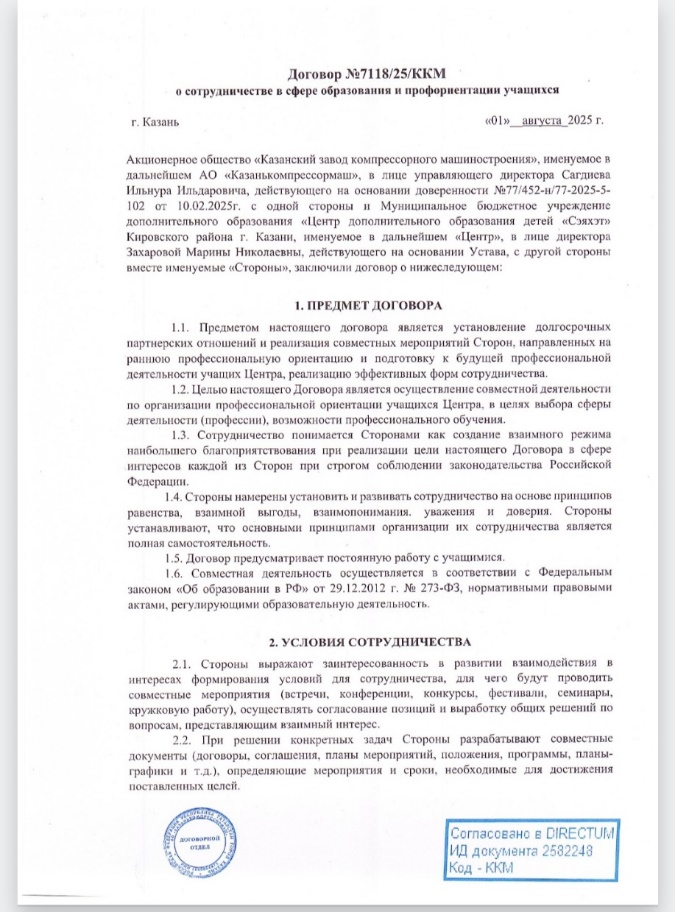 Договор №7118/25/ККМ
о сотрудничестве в сфере образования и профориентации учащихся
г. Казань «01»__августа_2025 г.
Акционерное общество «Казанский завод компрессорного машиностроения», именуемое в
дальнейшем АО «Казанькомпрессормаш», в лице управляющего директора Сагдиева
Ильнура Ильдаровича, действующего на основании доверенности №77/452-н/77-2025-5-
102 от 10.02.2025г. с одной стороны и Муниципальное бюджетное учреждение
дополнительного образования «Центр дополнительного образования детей «Сэяхэт»
Кировского района г. Казани, именуемое в дальнейшем «Центр», в лице директора
Захаровой Марины Николаевны, действующего на основании Устава, с другой стороны
вместе именуемые «Стороны», заключили договор о нижеследующем:
1. ПРЕДМЕТ ДОГОВОРА
1.1. Предметом настоящего договора является установление долгосрочных
партнерских отношений и реализация совместных мероприятий Сторон, направленных на
раннюю профессиональную ориентацию и подготовку к будущей профессиональной
деятельности учащих Центра, реализацию эффективных форм сотрудничества.
1.2. Целью настоящего Договора является осуществление совместной деятельности
по организации профессиональной ориентации учащихся Центра, в целях выбора сферы
деятельности (профессии), возможности профессионального обучения.
1.3. Сотрудничество понимается Сторонами как создание взаимного режима
наибольшего благоприятствования при реализации цели настоящего Договора в сфере
интересов каждой из Сторон при строгом соблюдении законодательства Российской
Федерации.
1.4. Стороны намерены установить и развивать сотрудничество на основе принципов
равенства, взаимной выгоды, взаимопонимания. уважения и доверия. Стороны
устанавливают, что основными принципами организации их сотрудничества является
полная самостоятельность.
1.5. Договор предусматривает постоянную работу с учащимися.
1.6. Совместная деятельность осуществляется в соответствии с Федеральным
законом «Об образовании в РФ» от 29.12.2012 г. № 273-ФЗ, нормативными правовыми
актами, регулирующими образовательную деятельность.
2. УСЛОВИЯ СОТРУДНИЧЕСТВА
2.1. Стороны выражают заинтересованность в развитии взаимодействия в
интересах формирования условий для сотрудничества, для чего будут проводить
совместные мероприятия (встречи, конференции, конкурсы, фестивали, семинары,
кружковую работу), осуществлять согласование позиций и выработку общих решений по
вопросам, представляющим взаимный интерес.
2.2. При решении конкретных задач Стороны разрабатывают совместные
документы (договоры, соглашения, планы мероприятий, положения, программы, планы-
графики и т.д.), определяющие мероприятия и сроки, необходимые для достижения
поставленных целей.
ДОГОВОРНОЙ
ОТДЕЛ
Согласовано в DIRECTUM
ИД документа 2582248
Код - ККМ